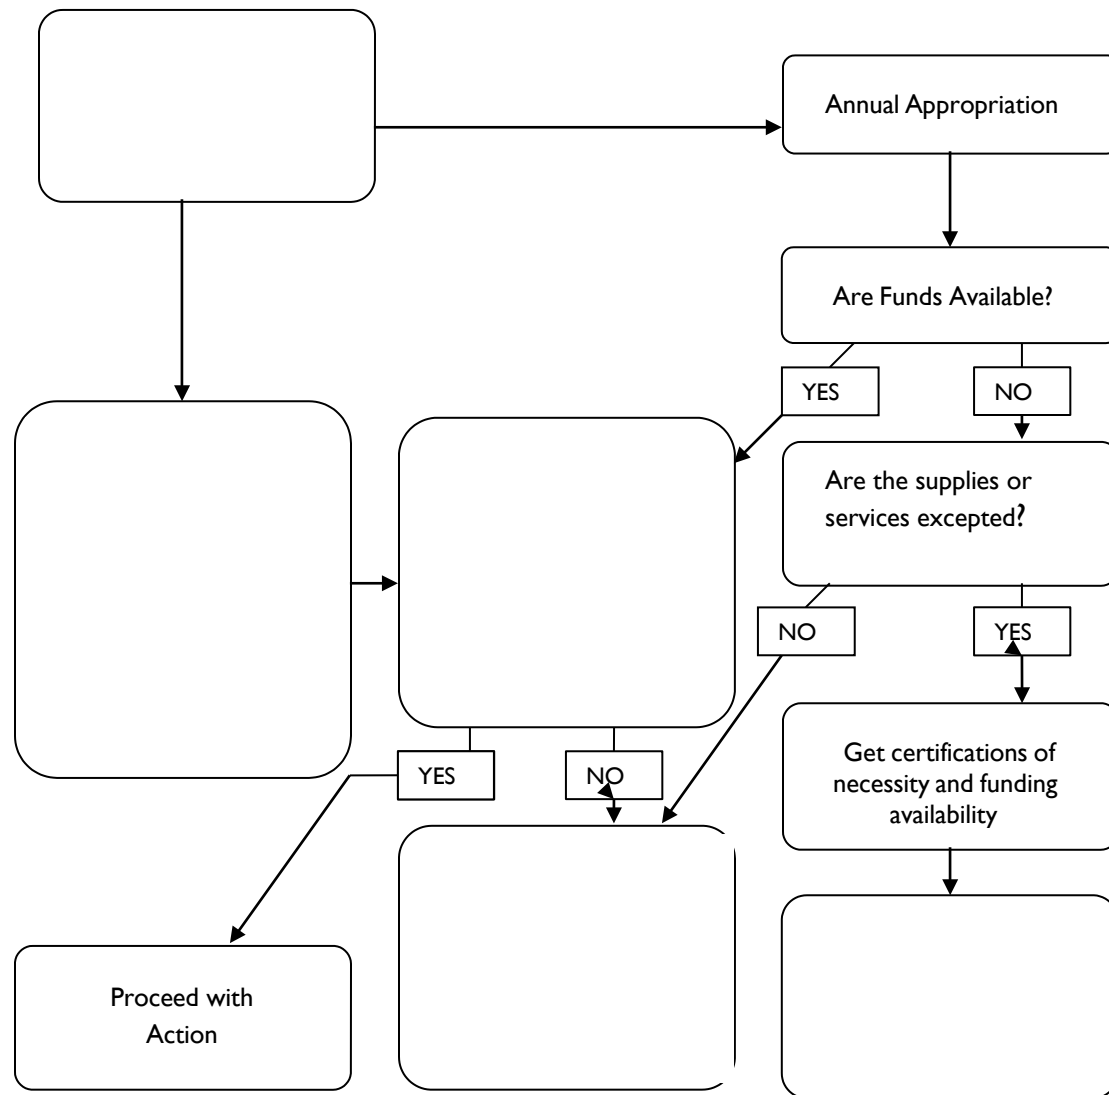 Annual Appropriation
Are Funds Available?
YES
NO
Are the supplies or
services excepted?
NO
YES
Get certifications of
necessity and funding
availability
YES
NO
Proceed with
Action